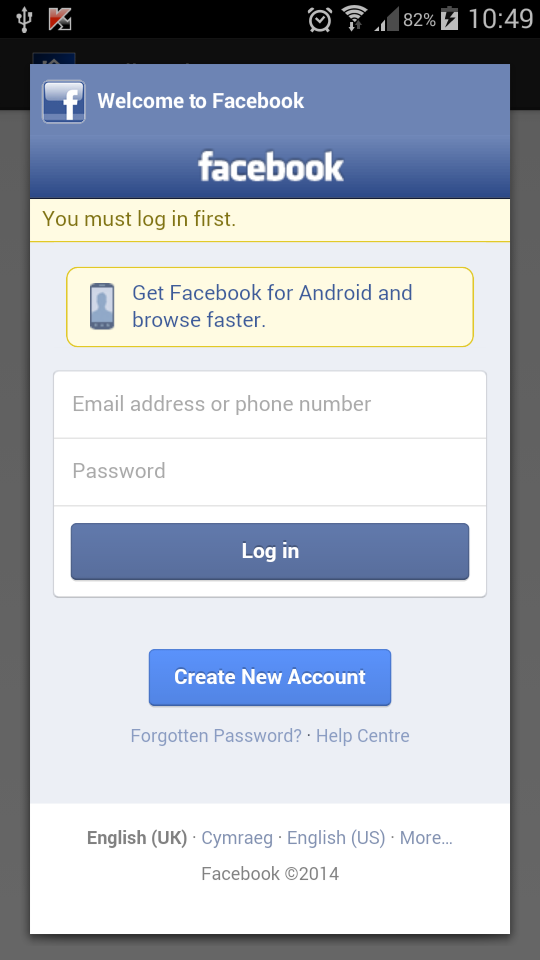 82% 10:49
Welcome to Facebook
facebook
You must log in first.
Get Facebook for Android and
browse faster.
Email address or phone number
Password
Log in
Create New Account
Forgotten Password? · Help Centre
English (UK) · Cymraeg · English (US) · More...
Facebook ©2014